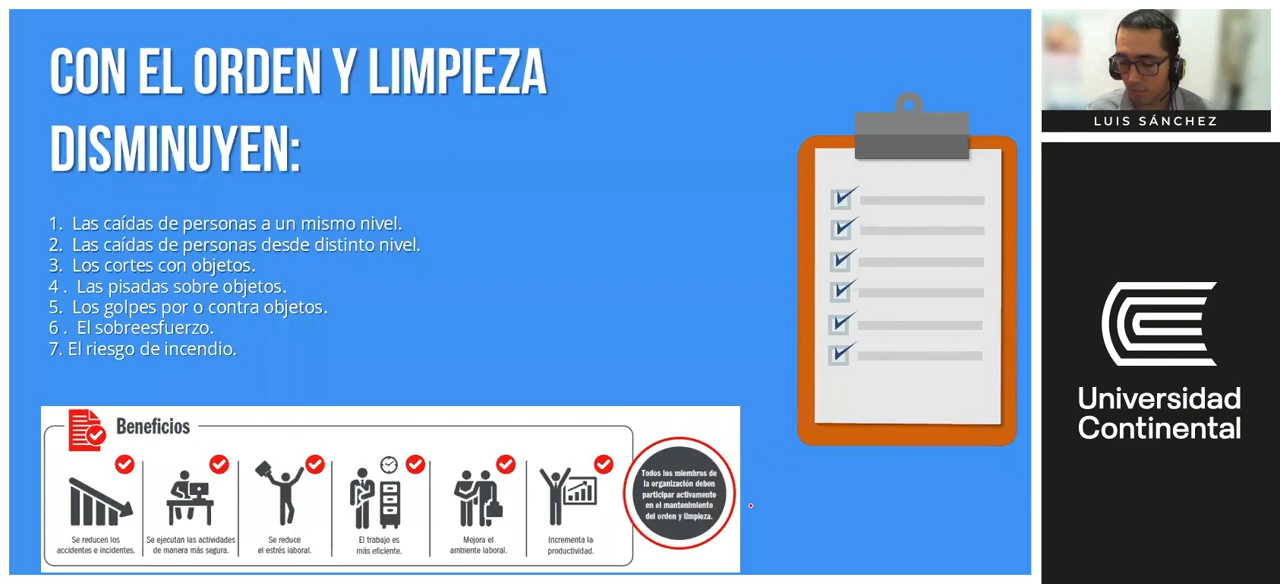 CON EL ORDEN Y LIMPIEZA
DISMINUYEN:
1. Las caídas de personas a un mismo nivel.
2. Las caídas de personas desde distinto nivel.
3. Los cortes con objetos.
4 . Las pisadas sobre objetos.
5. Los golpes por o contra objetos.
6 . El sobreesfuerzo.
7. El riesgo de incendio.
Beneficios
Se reducen los
accidentes e incidentes.
Se ejecutan las actividades
de manera más segura.
Se reduce
el estrés laboral.
El trabajo es
más eficiente.
Mejora el
ambiente laboral.
Incrementa la
productividad.
Todos los miembros de
la organización deben
participar activamente
en el mantenimiento
del orden y limpieza.
LUIS SÁNCHEZ
Universidad
Continental